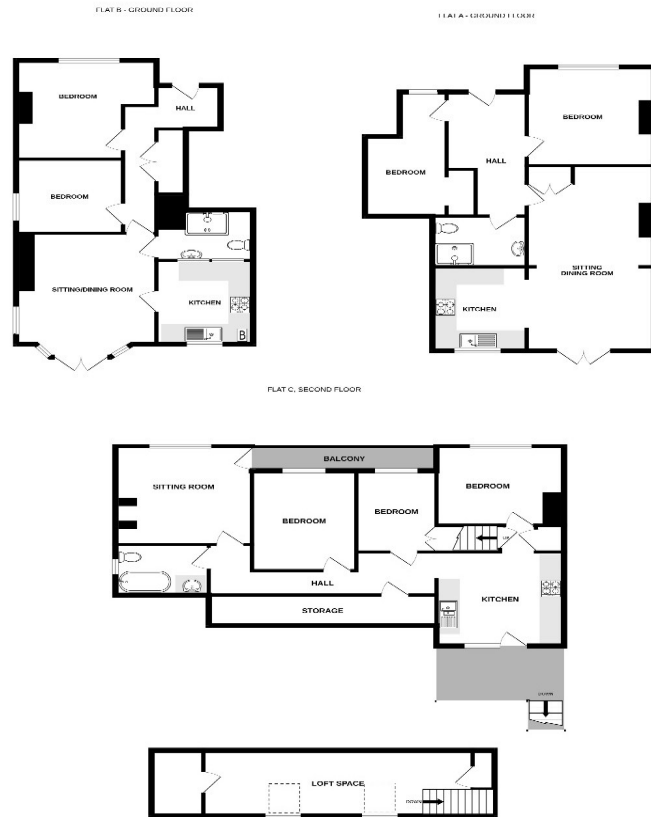 FLAT B - GROUND FLOOR
FLAT A - GROUND FLOOR
BEDROOM
HALL
BEDROOM
SITTING/DINING ROOM
KITCHEN
B
BEDROOM
BEDROOM
HALL
SITTING
DINING ROOM
KITCHEN
FLAT C, SECOND FLOOR
BALCONY
SITTING ROOM
BEDROOM
BEDROOM
BEDROOM
UP
HALL
KITCHEN
STORAGE
DOWN
LOFT SPACE
DOWN